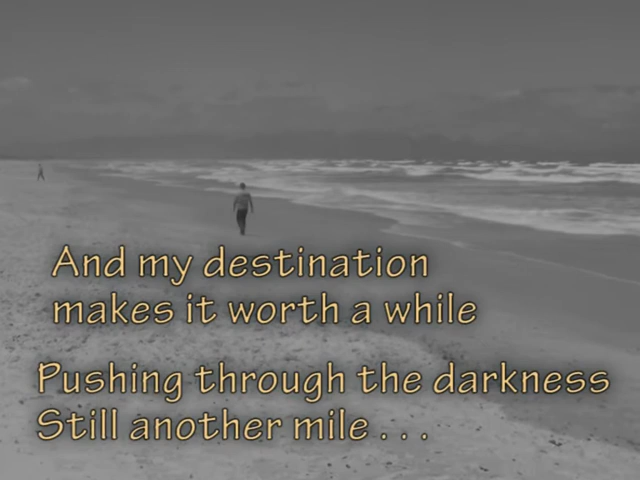 And my destination
makes it worth a while
Pushing through the darkness
Still another mile . . .